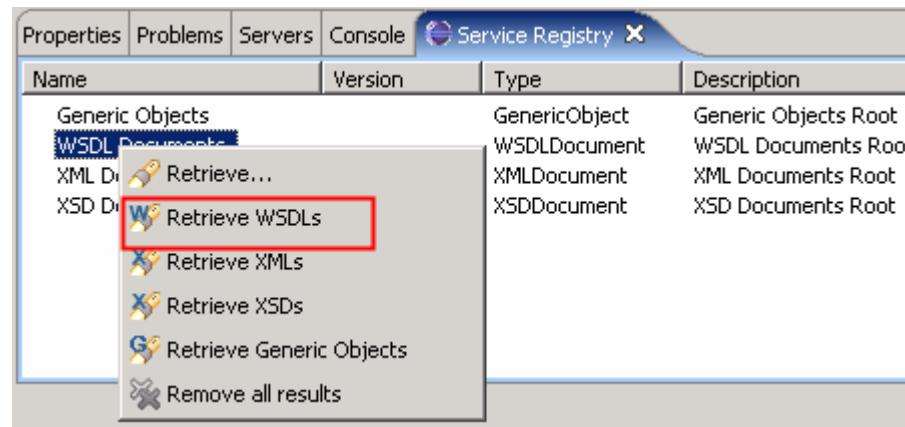 Properties Problems Servers Console Service Registry
Name Version Type Description
Generic Objects GenericObject Generic Objects Root
WSDL Documents WSDLDocument WSDL Documents Roo
XML D XMLDocument XML Documents Root
XSD D XSDDocument XSD Documents Root
Retrieve...
Retrieve WSDLs
Retrieve XMLs
Retrieve XSDs
Retrieve Generic Objects
Remove all results